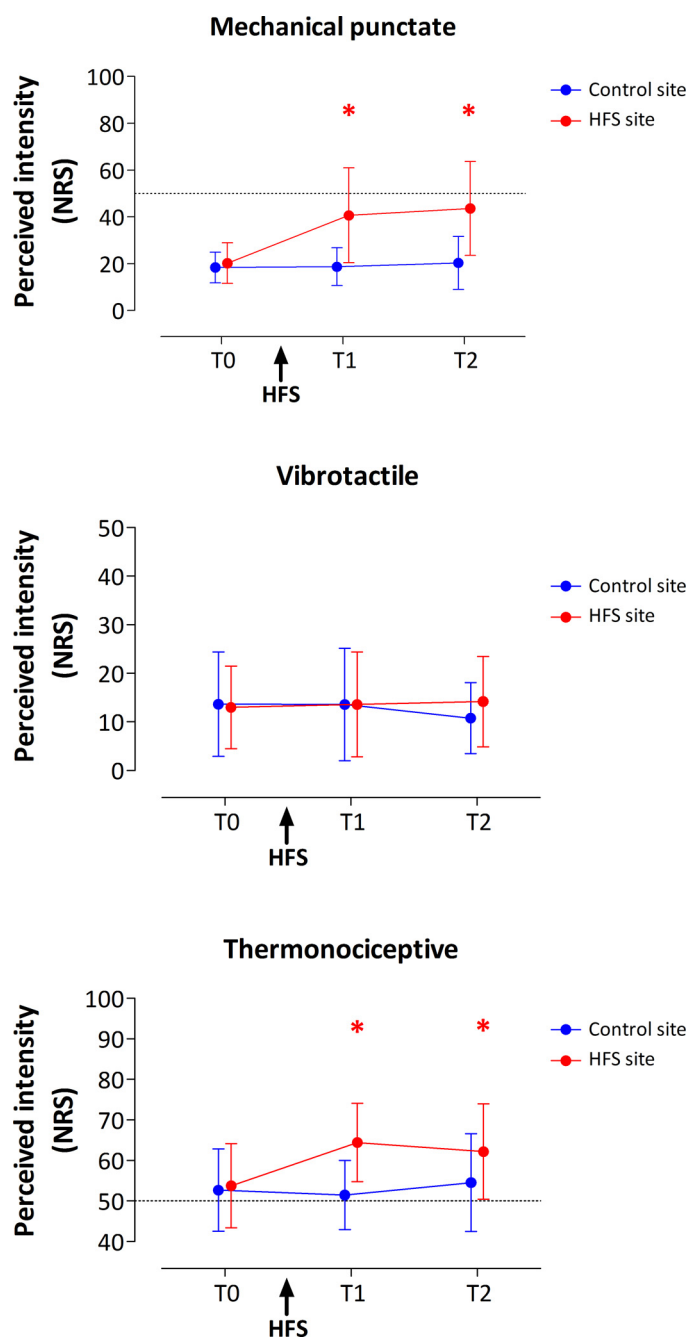 Mechanical punctate
Perceived intensity
(NRS)
100
80
60
40
20
0
*
*
Control site
HFS site
T0
T1
T2
HFS
Vibrotactile
Perceived intensity
(NRS)
50
40
30
20
10
0
Control site
HFS site
T0
T1
T2
HFS
Thermonociceptive
Perceived intensity
(NRS)
100
90
80
70
60
50
40
*
*
Control site
HFS site
T0
T1
T2
HFS